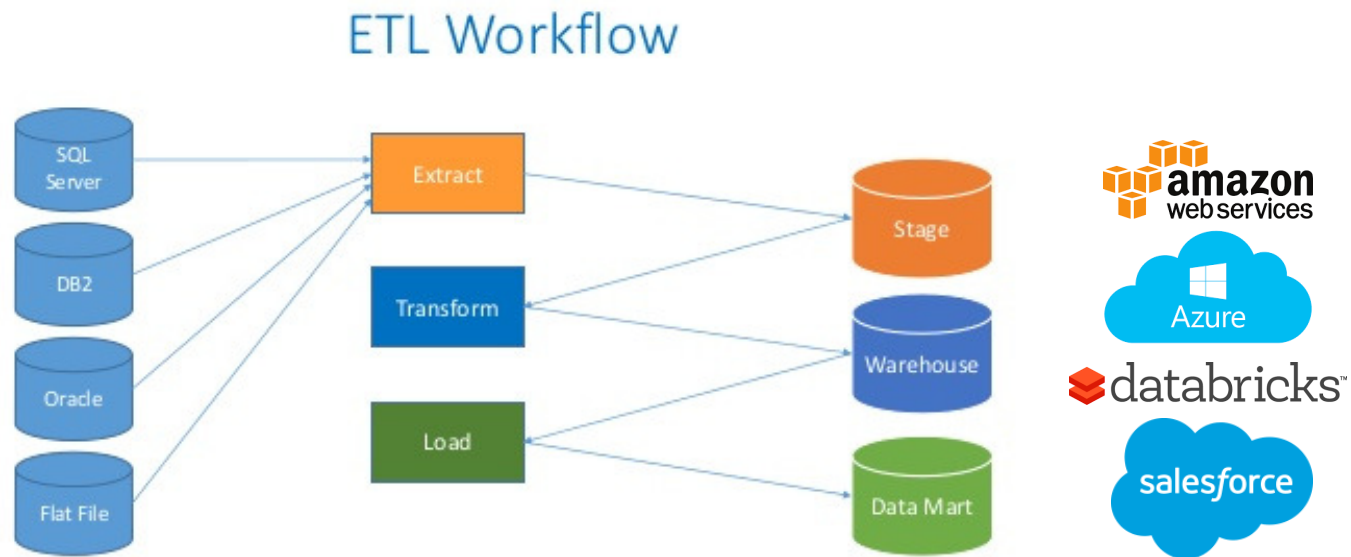 ETL Workflow
SQL
Server
DB2
Oracle
Flat File
Extract
Transform
Load
Stage
Warehouse
Data Mart
amazon
web services
Azure
databricks™
salesforce